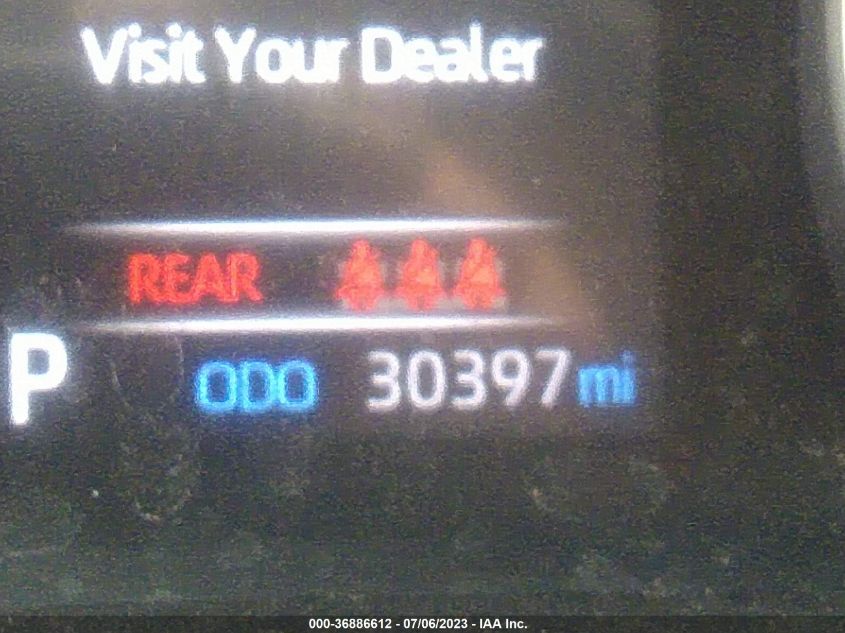 Visit Your Dealer
REAR
P ODO 30397 mi
000-36886612 - 07/06/2023 - IAA Inc.